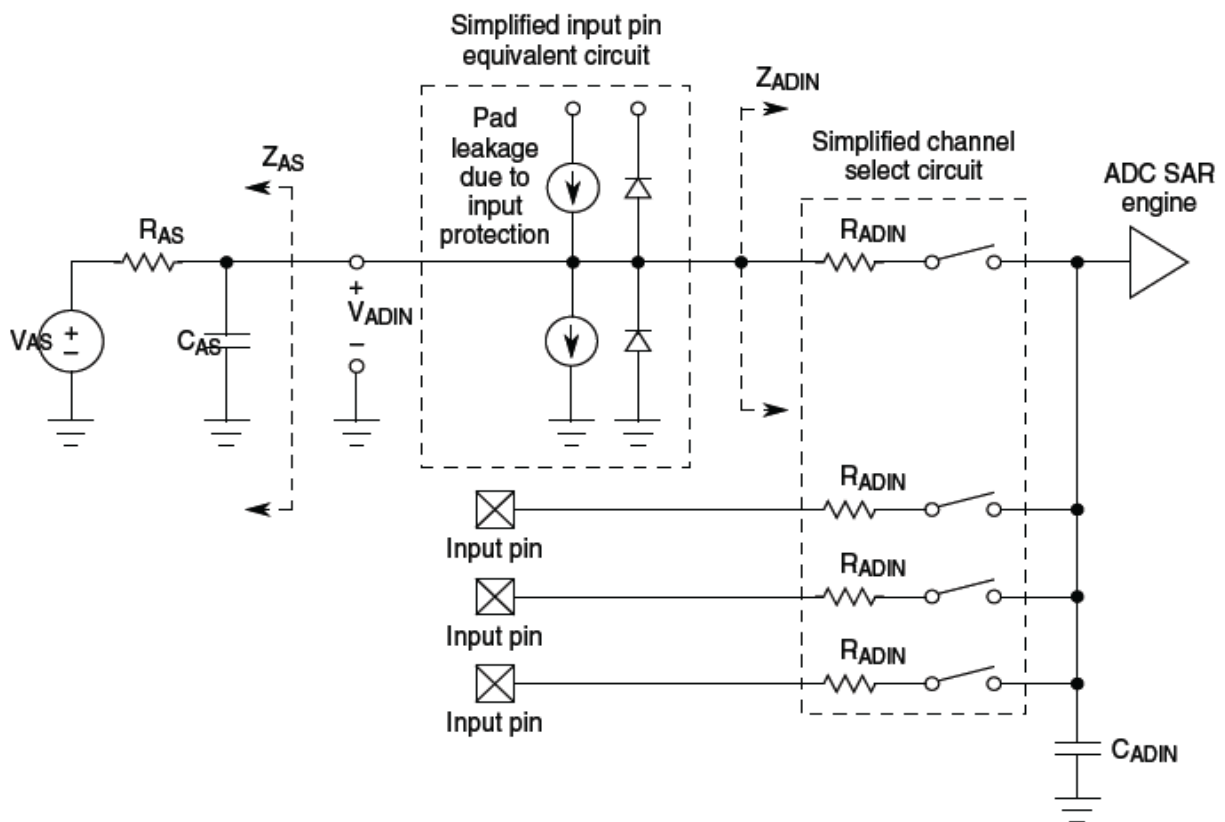 Simplified input pin
equivalent circuit
Pad
leakage
due to
input
protection
ZADIN
Simplified channel
select circuit
ADC SAR
engine
ZAS
RAS
RADIN
+
VADIN
−
VAS
+
−
CAS
RADIN
Input pin
RADIN
Input pin
RADIN
Input pin
CADIN